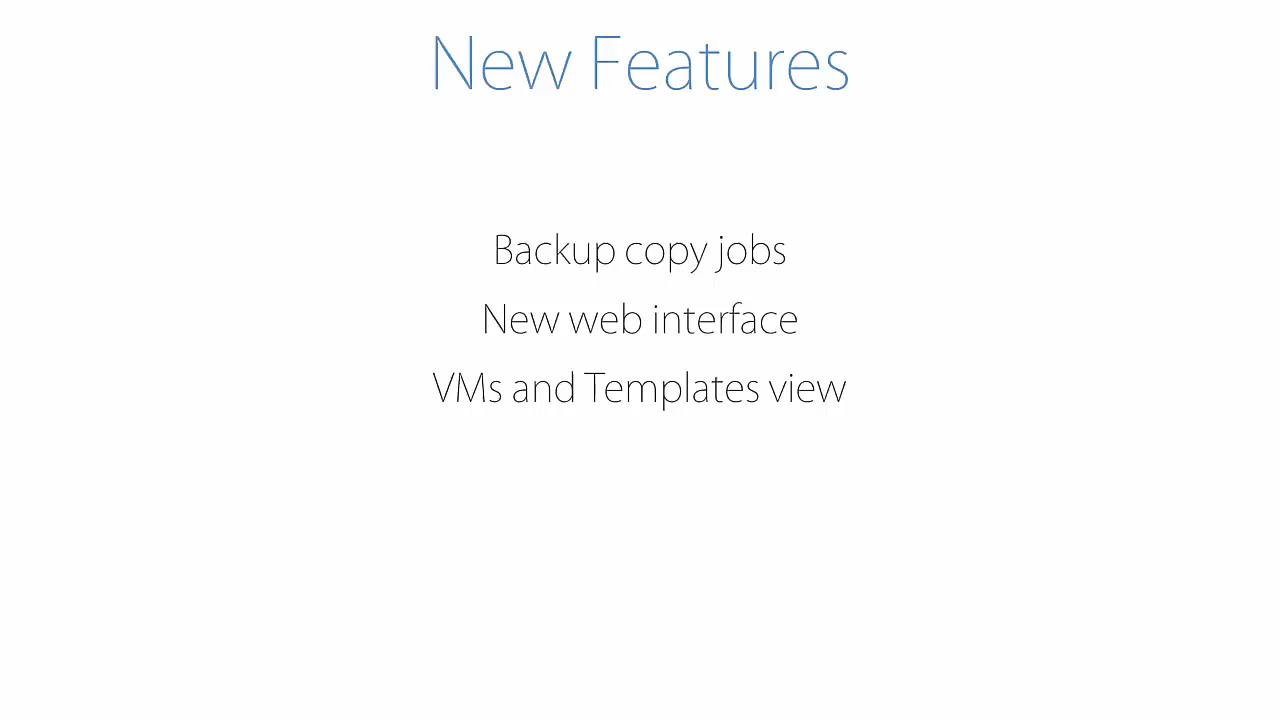 New Features
Backup copy jobs
New web interface
VMs and Templates view